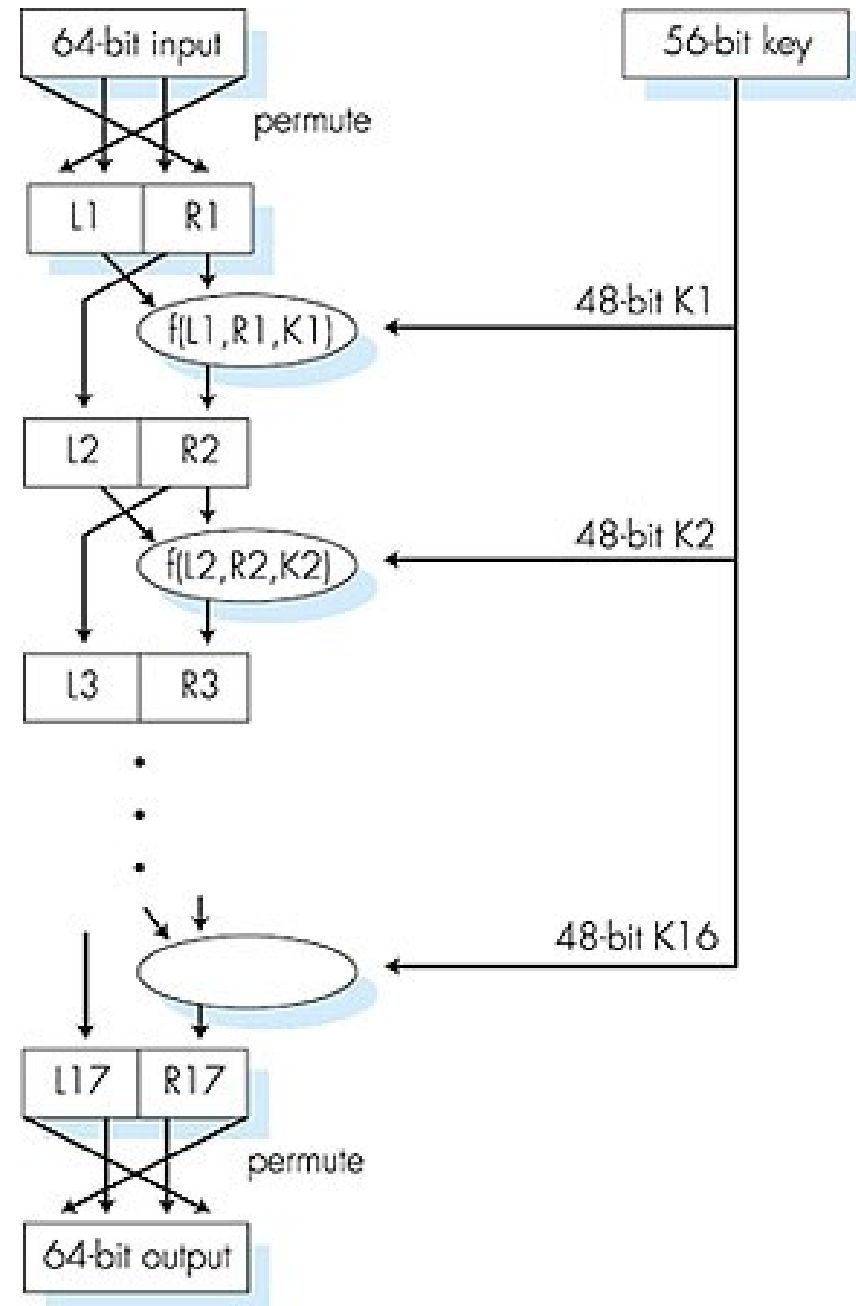 64-bit input
56-bit key
permute
L1 R1
48-bit K1
f(L1,R1,K1)
L2 R2
48-bit K2
f(L2,R2,K2)
L3 R3
48-bit K16
L17 R17
permute
64-bit output